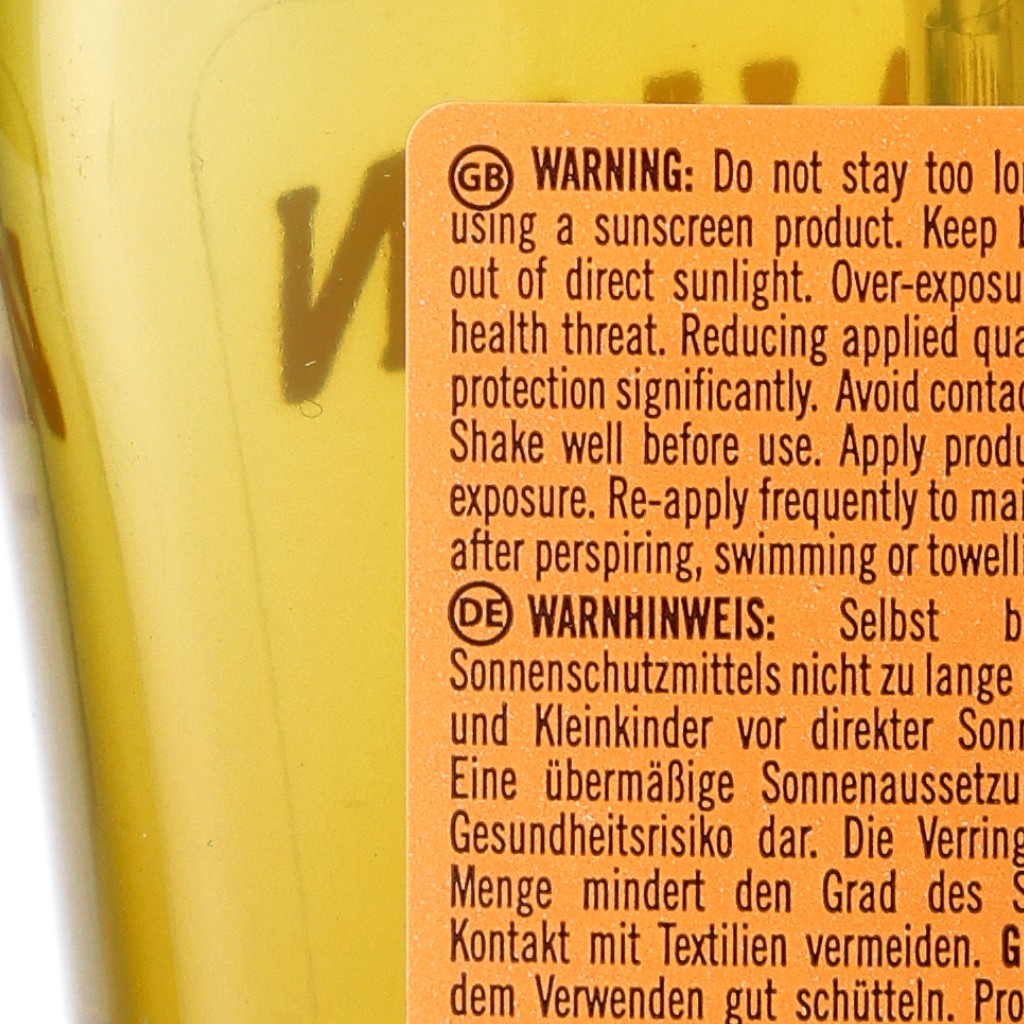 GB WARNING: Do not stay too
using a sunscreen product. Keep
out of direct sunlight. Over-exposu
health threat. Reducing applied qua
protection significantly. Avoid contac
Shake well before use. Apply produ
exposure. Re-apply frequently to mai
after perspiring, swimming or towelli
DE WARNHINWEIS: Selbst b
Sonnenschutzmittels nicht zu lange
und Kleinkinder vor direkter Sonn
Eine übermäßige Sonnenaussetzu
Gesundheitsrisiko dar. Die Verring
Menge mindert den Grad des S
Kontakt mit Textilien vermeiden. G
dem Verwenden gut schütteln. Pro